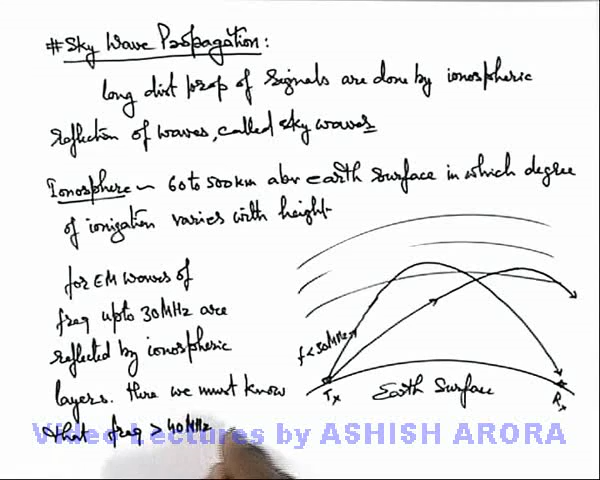 # Sky Wave Propagation :
long dist prop of signals are done by ionospheric
reflection of waves, called sky waves
Ionosphere ~ 60 to 500km abv earth surface in which degree
of ionization varies with height.
for EM waves of
freq upto 30MHz are
reflected by ionospheric
layers. Here we must know
that freq > 40MHz
f<30MHz
Tx
Earth Surface
Rx
Video Lectures by ASHISH ARORA